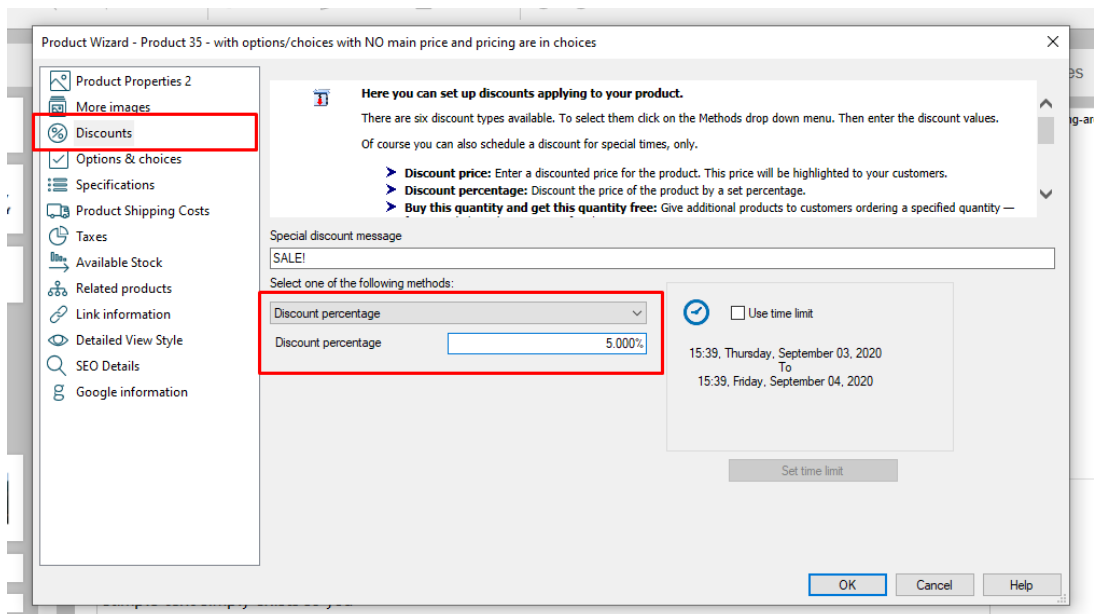 Product Wizard - Product 35 - with options/choices with NO main price and pricing are in choices
Product Properties 2
More images
Discounts
Options & choices
Specifications
Product Shipping Costs
Taxes
Available Stock
Related products
Link information
Detailed View Style
SEO Details
Google information
Here you can set up discounts applying to your product.
There are six discount types available. To select them click on the Methods drop down menu. Then enter the discount values.
Of course you can also schedule a discount for special times, only.
Discount price: Enter a discounted price for the product. This price will be highlighted to your customers.
Discount percentage: Discount the price of the product by a set percentage.
Buy this quantity and get this quantity free: Give additional products to customers ordering a specified quantity —
Special discount message
SALE!
Select one of the following methods:
Discount percentage
Discount percentage
5.000%
Use time limit
15:39, Thursday, September 03, 2020
To
15:39, Friday, September 04, 2020
Set time limit
OK
Cancel
Help